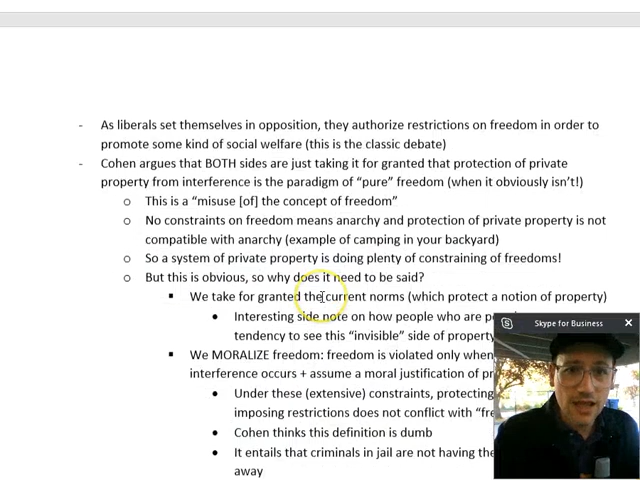 - As liberals set themselves in opposition, they authorize restrictions on freedom in order to
promote some kind of social welfare (this is the classic debate)
- Cohen argues that BOTH sides are just taking it for granted that protection of private
property from interference is the paradigm of “pure” freedom (when it obviously isn’t!)
o This is a “misuse [of] the concept of freedom”
o No constraints on freedom means anarchy and protection of private property is not
compatible with anarchy (example of camping in your backyard)
o So a system of private property is doing plenty of constraining of freedoms!
o But this is obvious, so why does it need to be said?
▪ We take for granted the current norms (which protect a notion of property)
• Interesting side note on how people who are
tendency to see this “invisible” side of property
Skype for Business
▪ We MORALIZE freedom: freedom is violated only when
interference occurs + assume a moral justification of
• Under these (extensive) constraints, protecting
imposing restrictions does not conflict with
• Cohen thinks this definition is dumb
• It entails that criminals in jail are not having
away